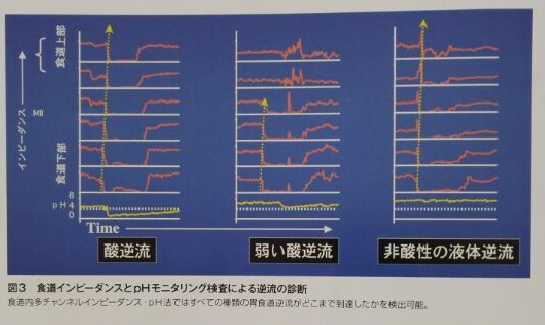 食道上部
インピーダンス
MII
食道下部
8
pH 4
0
Time
酸逆流
弱い酸逆流
非酸性の液体逆流
図3 食道インピーダンスとpHモニタリング検査による逆流の診断
食道内多チャンネルインピーダンス・pH法ではすべての種類の胃食道逆流がどこまで到達したかを検出可能。